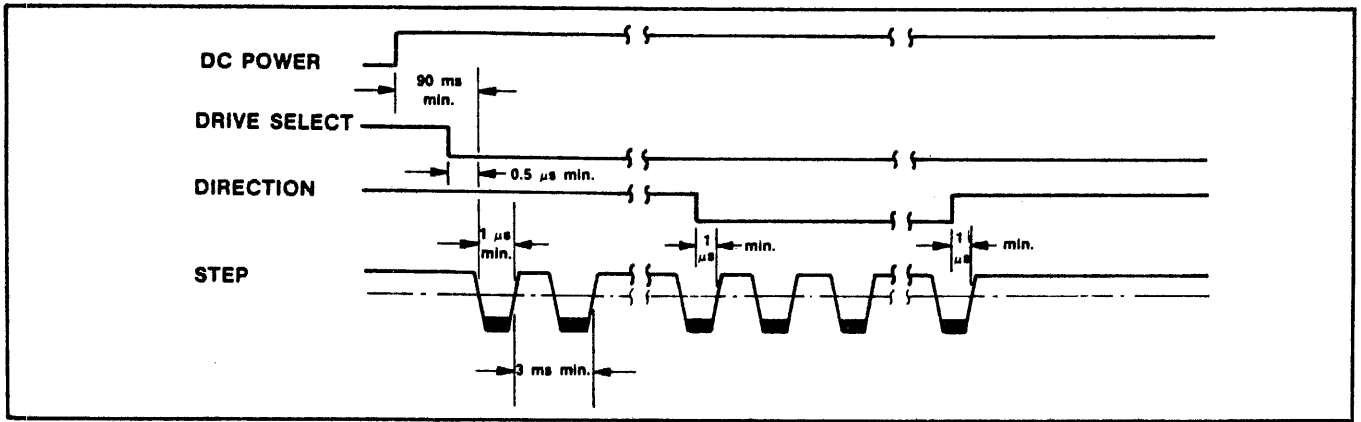 DC POWER
90 ms
min.
DRIVE SELECT
0.5 μs min.
DIRECTION
1 μs
min.
1
μs
min.
1
μs
min.
STEP
3 ms min.